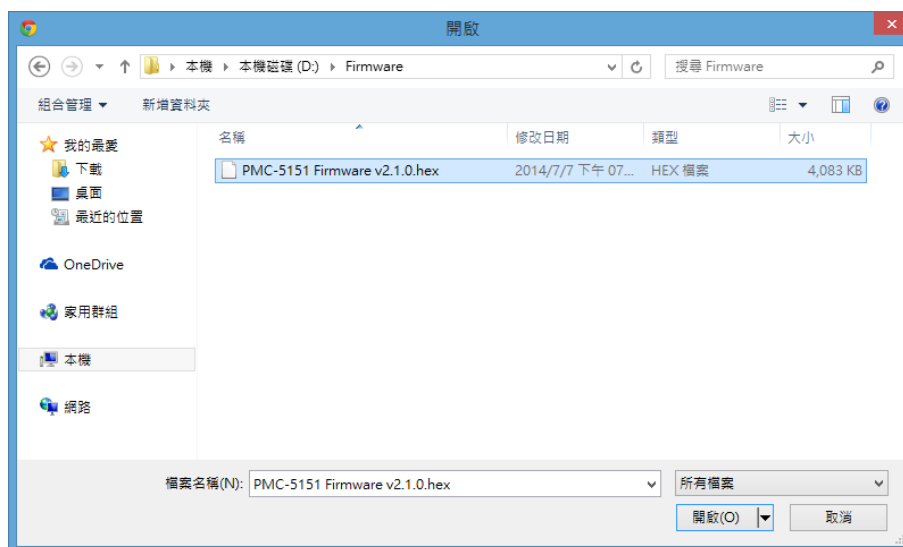 開啟
本機 本機磁碟 (D:) Firmware 搜尋 Firmware
組合管理 新增資料夾
我的最愛
下載
桌面
最近的位置
OneDrive
家用群組
本機
網路
名稱 修改日期 類型 大小
PMC-5151 Firmware v2.1.0.hex 2014/7/7 下午 07... HEX 檔案 4,083 KB
檔案名稱(N): PMC-5151 Firmware v2.1.0.hex 所有檔案
開啟(O) 取消